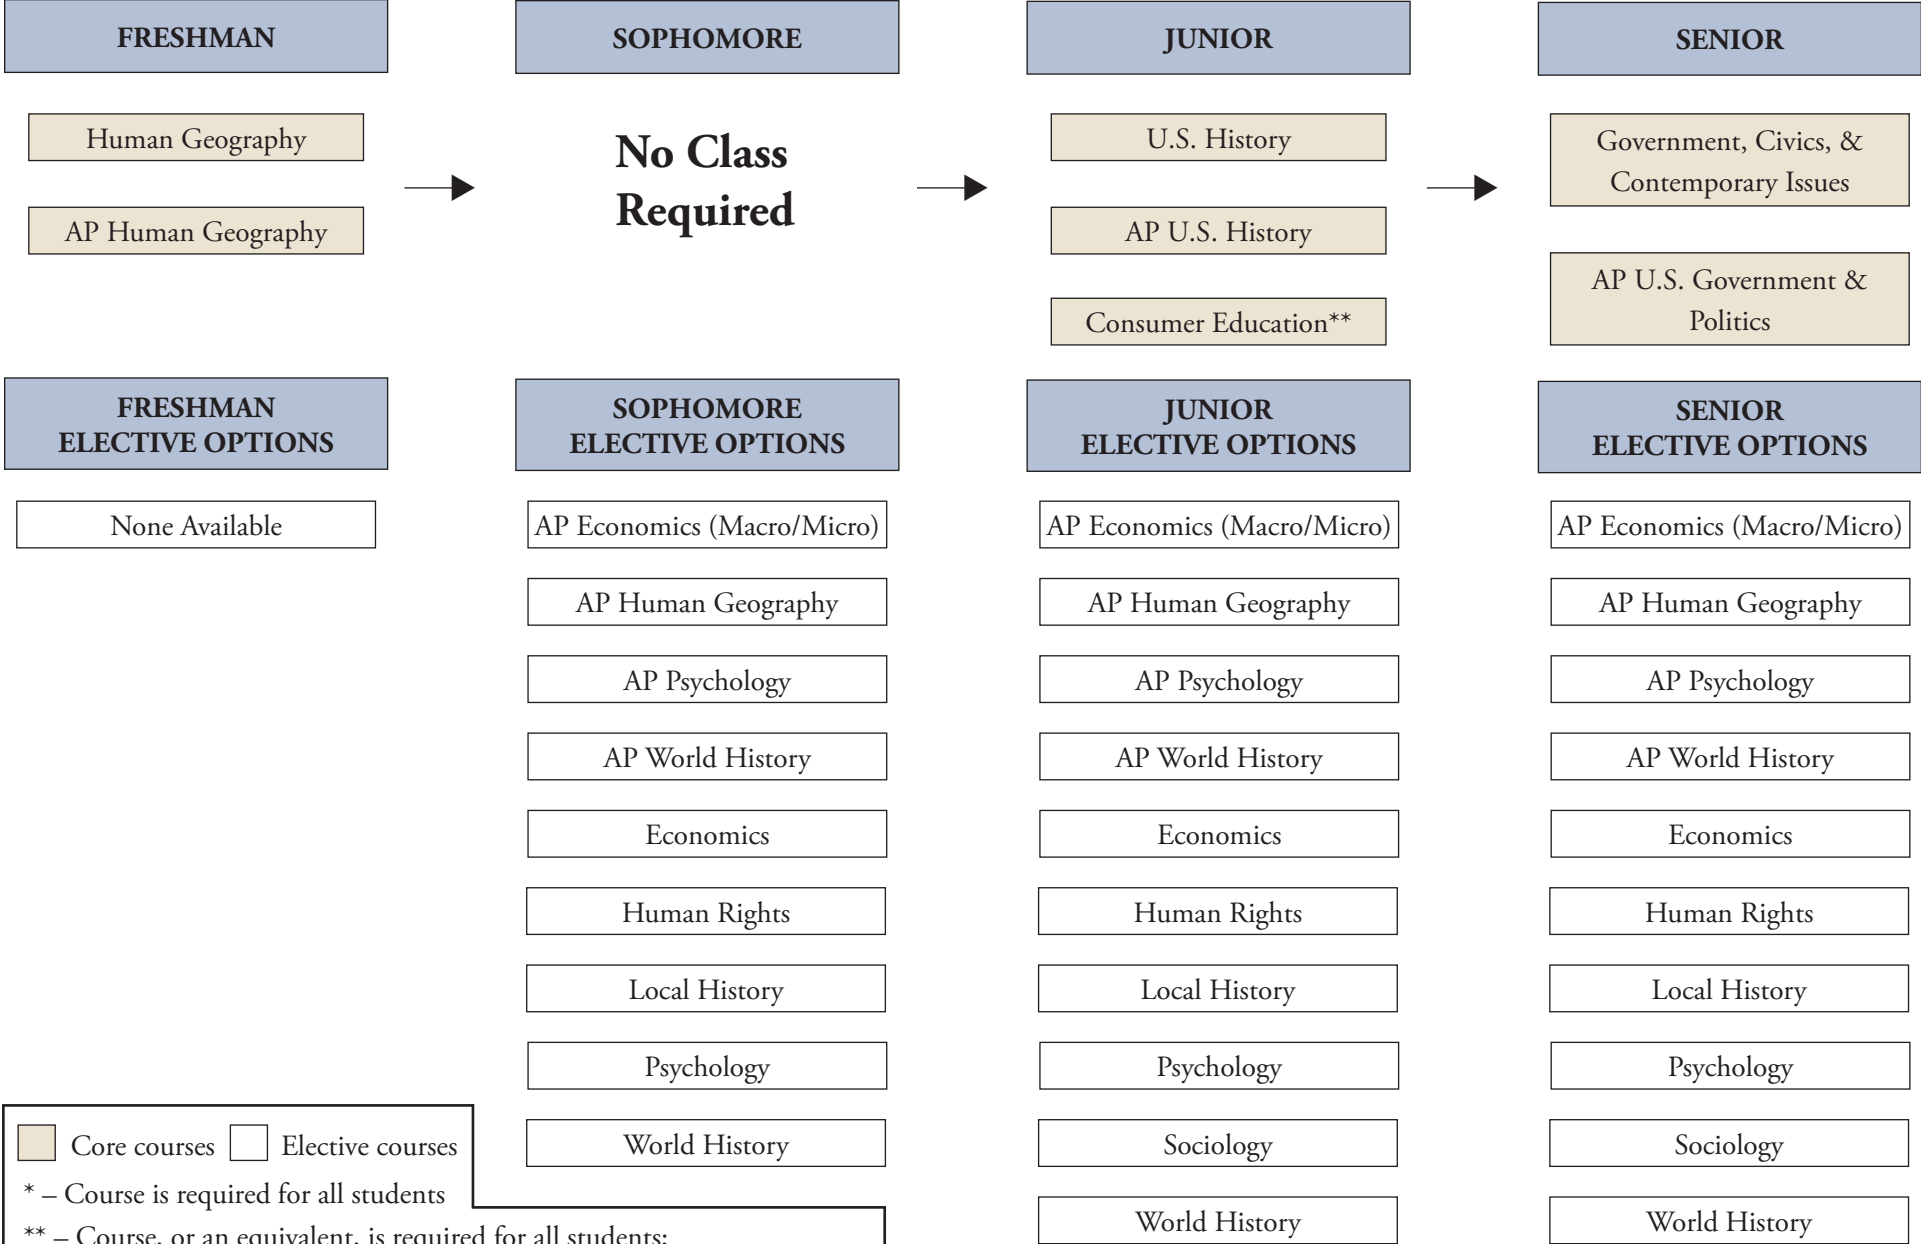 FRESHMAN
Human Geography
AP Human Geography
SOPHOMORE
No Class
Required
JUNIOR
U.S. History
AP U.S. History
Consumer Education**
SENIOR
Government, Civics, &
Contemporary Issues
AP U.S. Government &
Politics
FRESHMAN
ELECTIVE OPTIONS
None Available
SOPHOMORE
ELECTIVE OPTIONS
AP Economics (Macro/Micro)
AP Human Geography
AP Psychology
AP World History
Economics
Human Rights
Local History
Psychology
World History
JUNIOR
ELECTIVE OPTIONS
AP Economics (Macro/Micro)
AP Human Geography
AP Psychology
AP World History
Economics
Human Rights
Local History
Psychology
Sociology
World History
SENIOR
ELECTIVE OPTIONS
AP Economics (Macro/Micro)
AP Human Geography
AP Psychology
AP World History
Economics
Human Rights
Local History
Psychology
Sociology
World History
Core courses Elective courses
* – Course is required for all students
** – Course, or an equivalent, is required for all students;